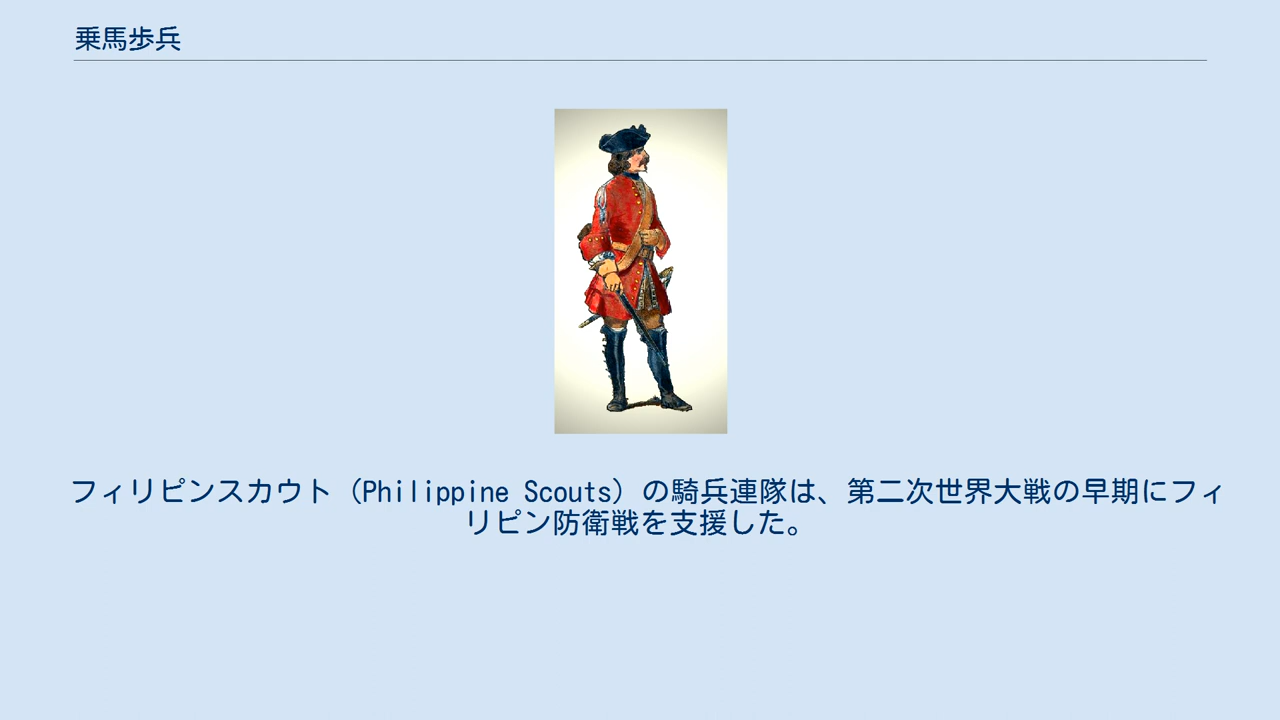 乗馬歩兵
フィリピンスカウト（Philippine Scouts）の騎兵連隊は、第二次世界大戦の早期にフィ
リピン防衛戦を支援した。